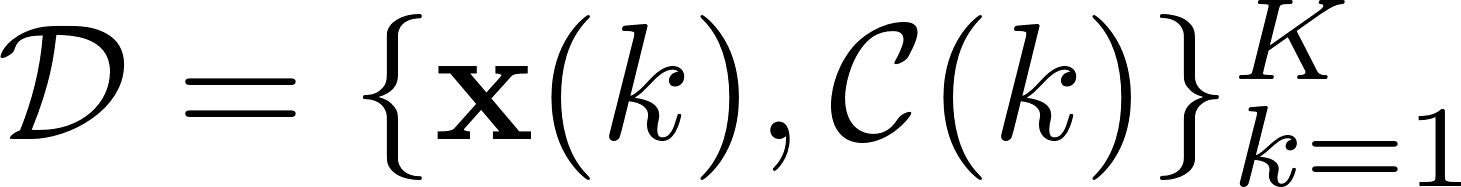 𝒟 = {𝐱(k), 𝒞(k)}_{k=1}^{K}